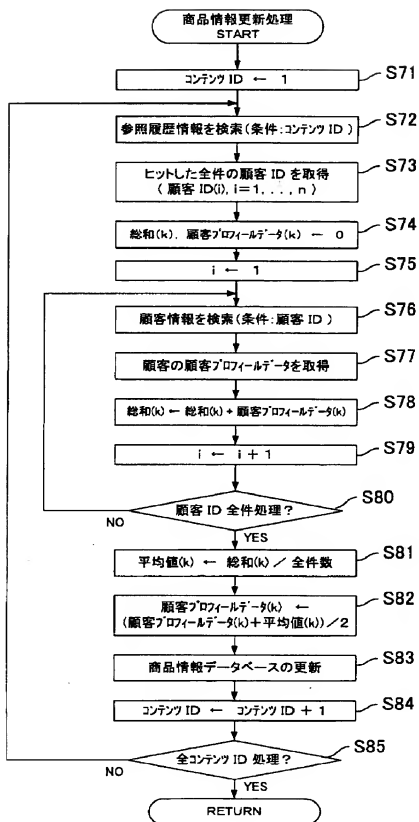 商品情報更新処理
START
コンテンツ ID ← 1
S71
参照履歴情報を検索(条件:コンテンツ ID )
S72
ヒットした全件の顧客 ID を取得
( 顧客 ID(i), i=1, . . . , n )
S73
総和(k), 顧客プロフィールデータ(k) ← 0
S74
i ← 1
S75
顧客情報を検索(条件:顧客 ID )
S76
顧客の顧客プロフィールデータを取得
S77
総和(k) ← 総和(k) + 顧客プロフィールデータ(k)
S78
i ← i + 1
S79
顧客 ID 全件処理?
S80
NO
YES
平均値(k) ← 総和(k) / 全件数
S81
顧客プロフィールデータ(k) ←
(顧客プロフィールデータ(k)+平均値(k)) /2
S82
商品情報データベースの更新
S83
コンテンツ ID ← コンテンツ ID + 1
S84
全コンテンツ ID 処理?
S85
NO
YES
RETURN